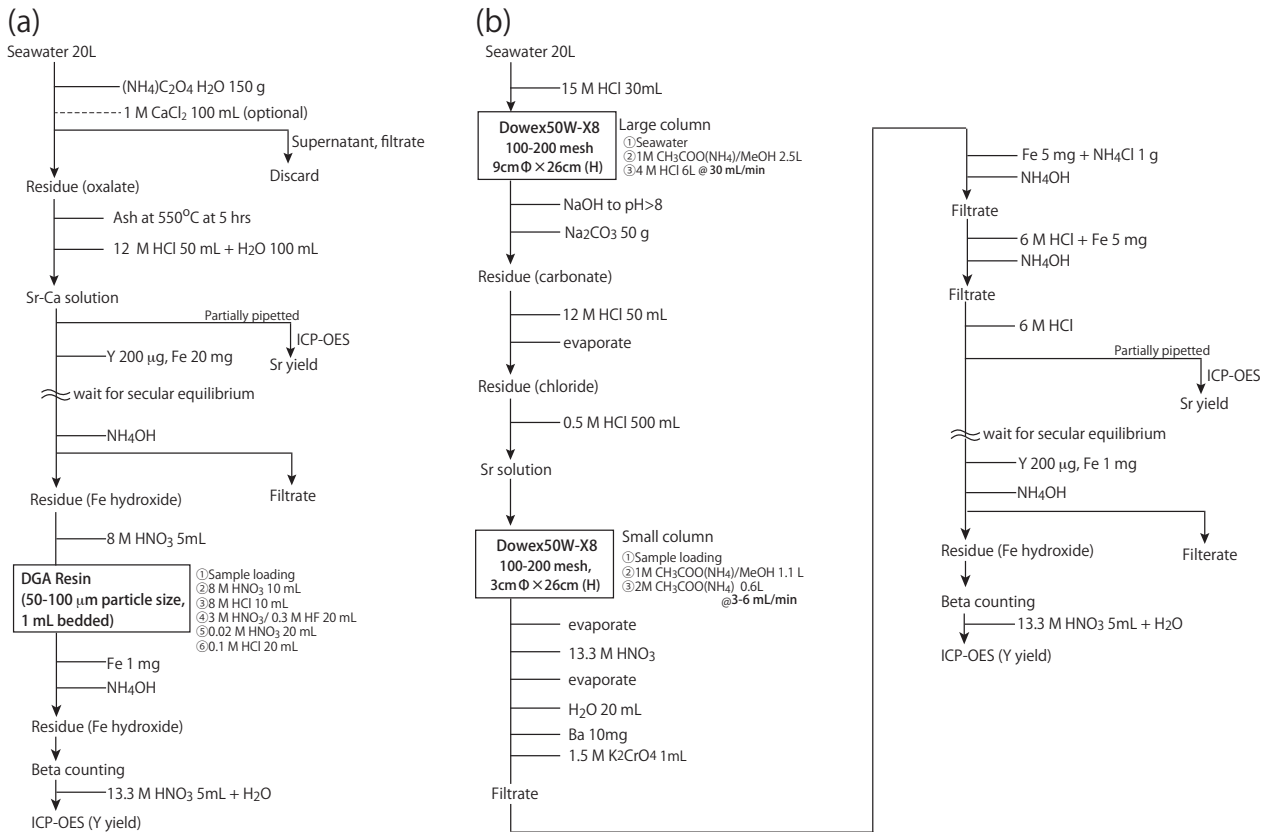 (a)
Seawater 20L
(NH₄)C₂O₄ H₂O 150 g
1 M CaCl₂ 100 mL (optional)
Supernatant, filtrate
Discard
Residue (oxalate)
Ash at 550°C at 5 hrs
12 M HCl 50 mL + H₂O 100 mL
Sr-Ca solution
Partially pipetted
ICP-OES
Sr yield
Y 200 μg, Fe 20 mg
wait for secular equilibrium
NH₄OH
Filtrate
Residue (Fe hydroxide)
8 M HNO₃ 5mL
DGA Resin
(50-100 μm particle size,
1 mL bedded)
①Sample loading
②8 M HNO₃ 10 mL
③8 M HCl 10 mL
④3 M HNO₃/ 0.3 M HF 20 mL
⑤0.02 M HNO₃ 20 mL
⑥0.1 M HCl 20 mL
Fe 1 mg
NH₄OH
Residue (Fe hydroxide)
Beta counting
13.3 M HNO₃ 5mL + H₂O
ICP-OES (Y yield)
(b)
Seawater 20L
15 M HCl 30mL
Dowex50W-X8
100-200 mesh
9cmΦ×26cm (H)
Large column
①Seawater
②1M CH₃COO(NH₄)/MeOH 2.5L
③4 M HCl 6L @ 30 mL/min
NaOH to pH>8
Na₂CO₃ 50 g
Residue (carbonate)
12 M HCl 50 mL
evaporate
Residue (chloride)
0.5 M HCl 500 mL
Sr solution
Dowex50W-X8
100-200 mesh,
3cmΦ×26cm (H)
Small column
①Sample loading
②1M CH₃COO(NH₄)/MeOH 1.1 L
③2M CH₃COO(NH₄) 0.6L
@3-6 mL/min
evaporate
13.3 M HNO₃
evaporate
H₂O 20 mL
Ba 10mg
1.5 M K2CrO4 1mL
Filtrate
Fe 5 mg + NH₄Cl 1 g
NH₄OH
Filtrate
6 M HCl + Fe 5 mg
NH₄OH
Filtrate
6 M HCl
Partially pipetted
ICP-OES
Sr yield
wait for secular equilibrium
Y 200 μg, Fe 1 mg
NH₄OH
Filterate
Residue (Fe hydroxide)
Beta counting
13.3 M HNO₃ 5mL + H₂O
ICP-OES (Y yield)